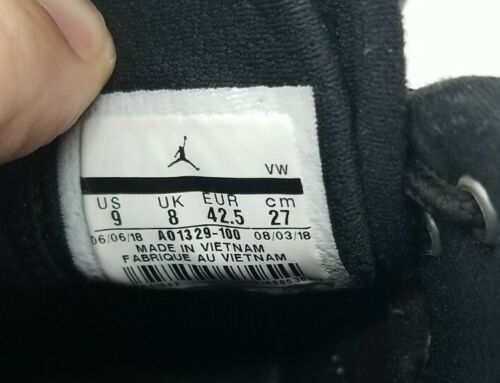 VW
US UK EUR cm
9 8 42.5 27
06/06/18 AO1329-100 08/03/18
MADE IN VIETNAM
FABRIQUE AU VIETNAM